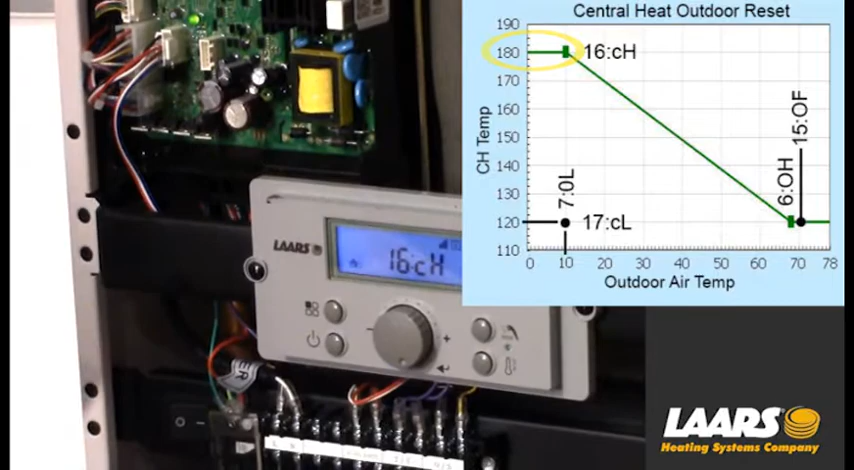 Central Heat Outdoor Reset
190
180
170
160
150
140
130
120
110
CH Temp
16:cH
15:OF
6:OH
7:0L
17:cL
0 10 20 30 40 50 60 70 78
Outdoor Air Temp
LAARS
16:cH
LAARS
Heating Systems Company